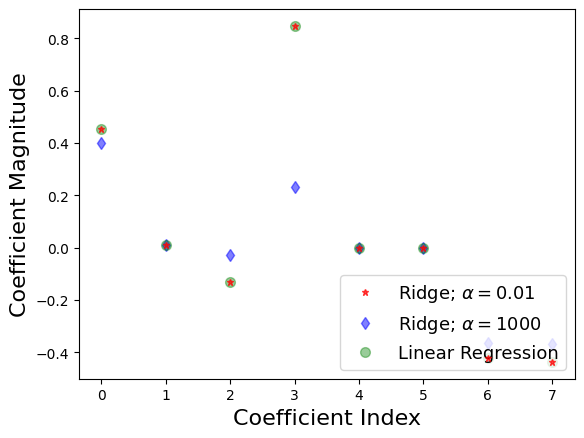 Coefficient Magnitude
0.8
0.6
0.4
0.2
0.0
−0.2
−0.4
Ridge; α = 0.01
Ridge; α = 1000
Linear Regression
0 1 2 3 4 5 6 7
Coefficient Index